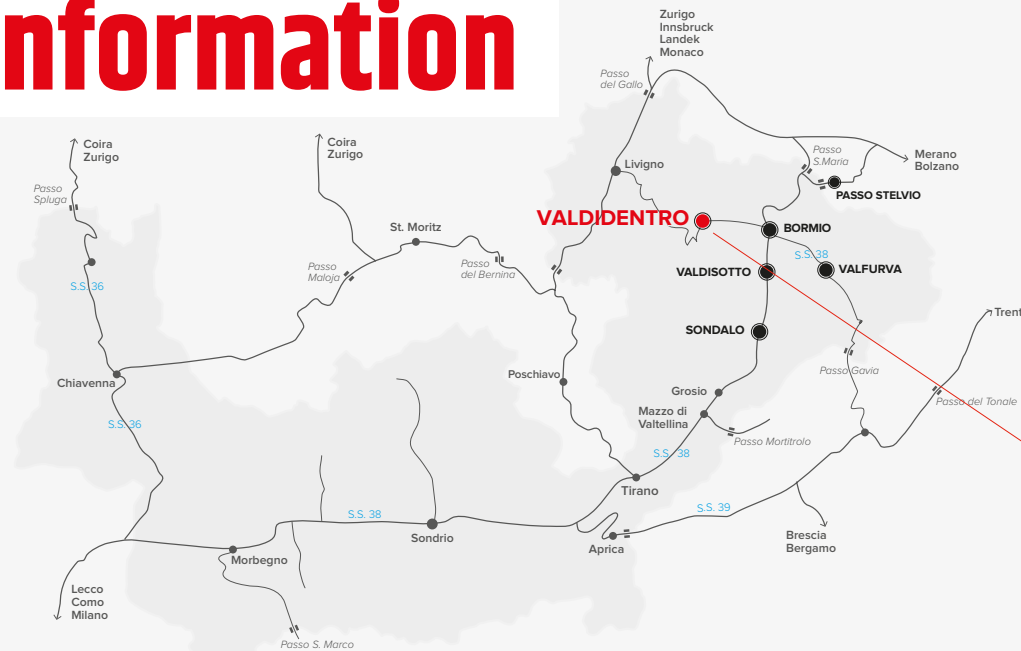 nformation
Zurigo
Innsbruck
Landek
Monaco
Passo
del Gallo
Coira
Zurigo
Coira
Zurigo
Passo
S.Maria
Merano
Bolzano
Livigno
Passo
Spluga
PASSO STELVIO
VALDIDENTRO
St. Moritz
BORMIO
S.S. 38
Passo
Maloja
Passo
del Bernina
VALDISOTTO
VALFURVA
S.S. 36
Trent
SONDALO
Chiavenna
Poschiavo
Passo Gavia
Grosio
Passo del Tonale
Mazzo di
Valtellina
S.S. 36
Passo Mortitrolo
S.S. 38
Tirano
S.S. 39
S.S. 38
Sondrio
Aprica
Brescia
Bergamo
Morbegno
Lecco
Como
Milano
Passo S. Marco